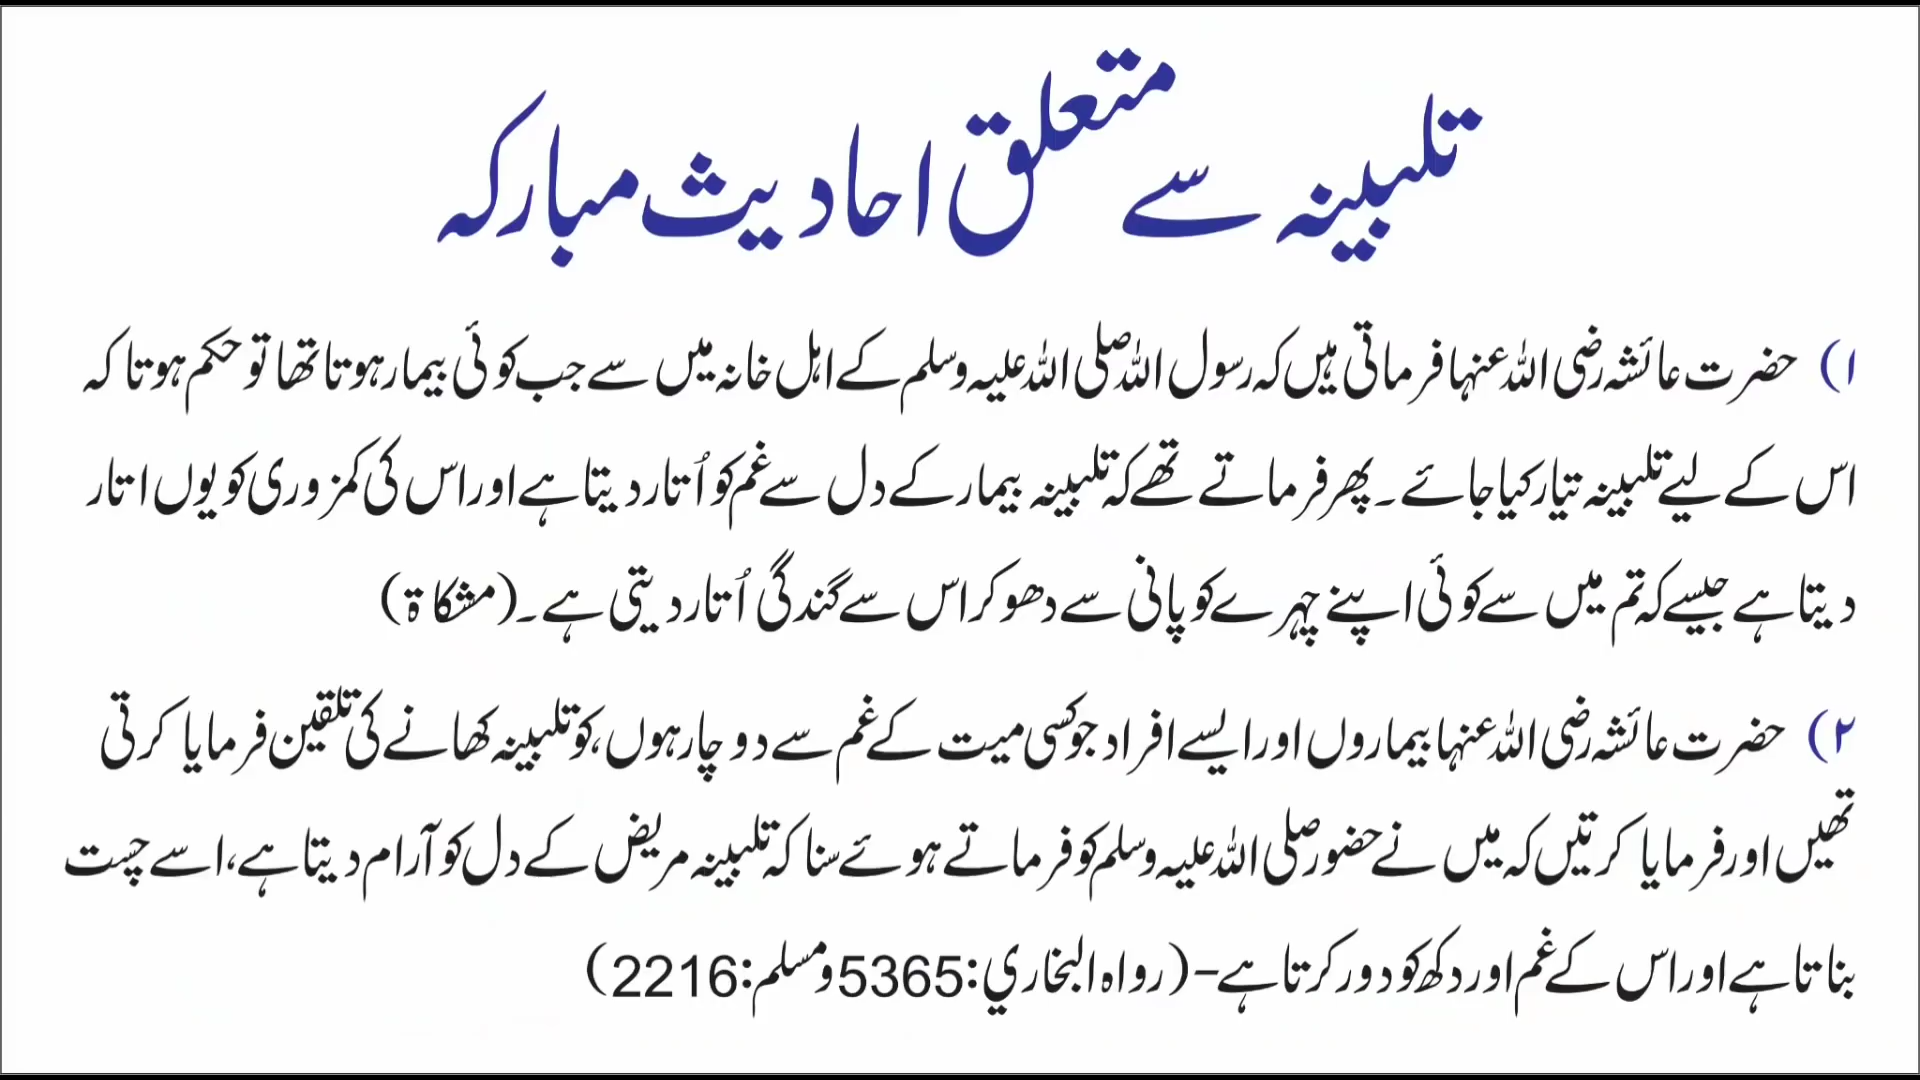 تلبینہ سے متعلق احادیث مبارکہ
۱) حضرت عائشہ رضی اللہ عنہا فرماتی ہیں کہ رسول اللہ صلی اللہ علیہ وسلم کے اہل خانہ میں سے جب کوئی بیمار ہوتا تھا تو حکم ہوتا کہ
اس کے لیے تلبینہ تیار کیا جائے۔ پھر فرماتے تھے کہ تلبینہ بیمار کے دل سے غم کو اُتار دیتا ہے اور اس کی کمزوری کو یوں اتار
دیتا ہے جیسے کہ تم میں سے کوئی اپنے چہرے کو پانی سے دھو کر اس سے گندگی اُتار دیتی ہے۔ (مشکاۃ)
۲) حضرت عائشہ رضی اللہ عنہا بیماروں اور ایسے افراد جو کسی میت کے غم سے دوچار ہوں، کو تلبینہ کھانے کی تلقین فرمایا کرتی
تھیں اور فرمایا کرتیں کہ میں نے حضور صلی اللہ علیہ وسلم کو فرماتے ہوئے سنا کہ تلبینہ مریض کے دل کو آرام دیتا ہے، اسے چست
بناتا ہے اور اس کے غم اور دکھ کو دور کرتا ہے- (رواہ البخاري: 5365 ومسلم: 2216)